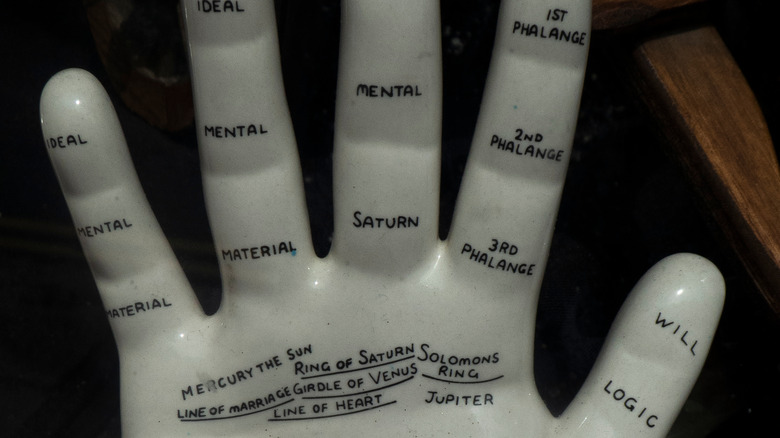 IDEAL
MENTAL
MATERIAL
IDEAL
MENTAL
MATERIAL
MENTAL
SATURN
1ST
PHALANGE
2ND
PHALANGE
3RD
PHALANGE
WILL
LOGIC
MERCURY THE SUN
RING OF SATURN
SOLOMONS
RING
LINE OF MARRIAGE
GIRDLE OF VENUS
LINE OF HEART
JUPITER